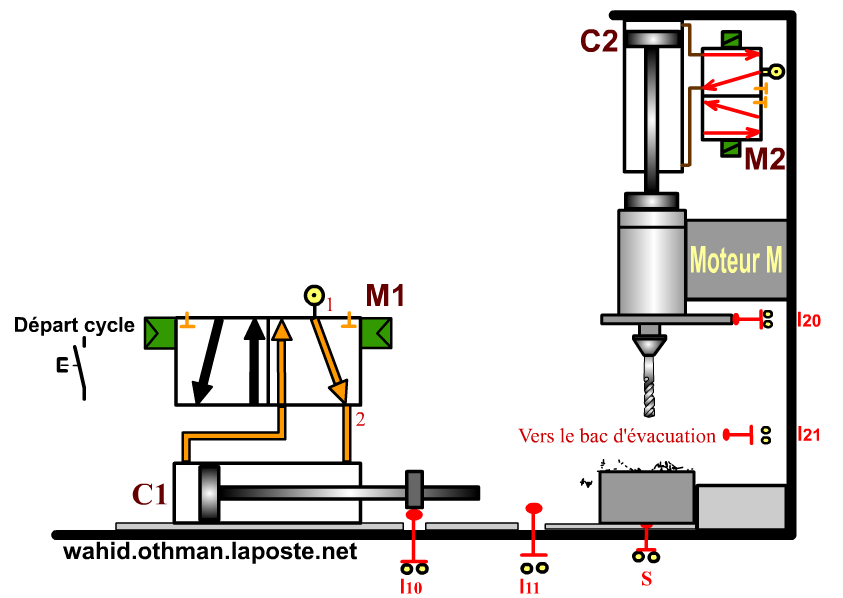 C2
M2
Moteur M
l20
M1
1
Départ cycle
E
2
Vers le bac d'évacuation
l21
C1
wahid.othman.laposte.net
l10
l11
S